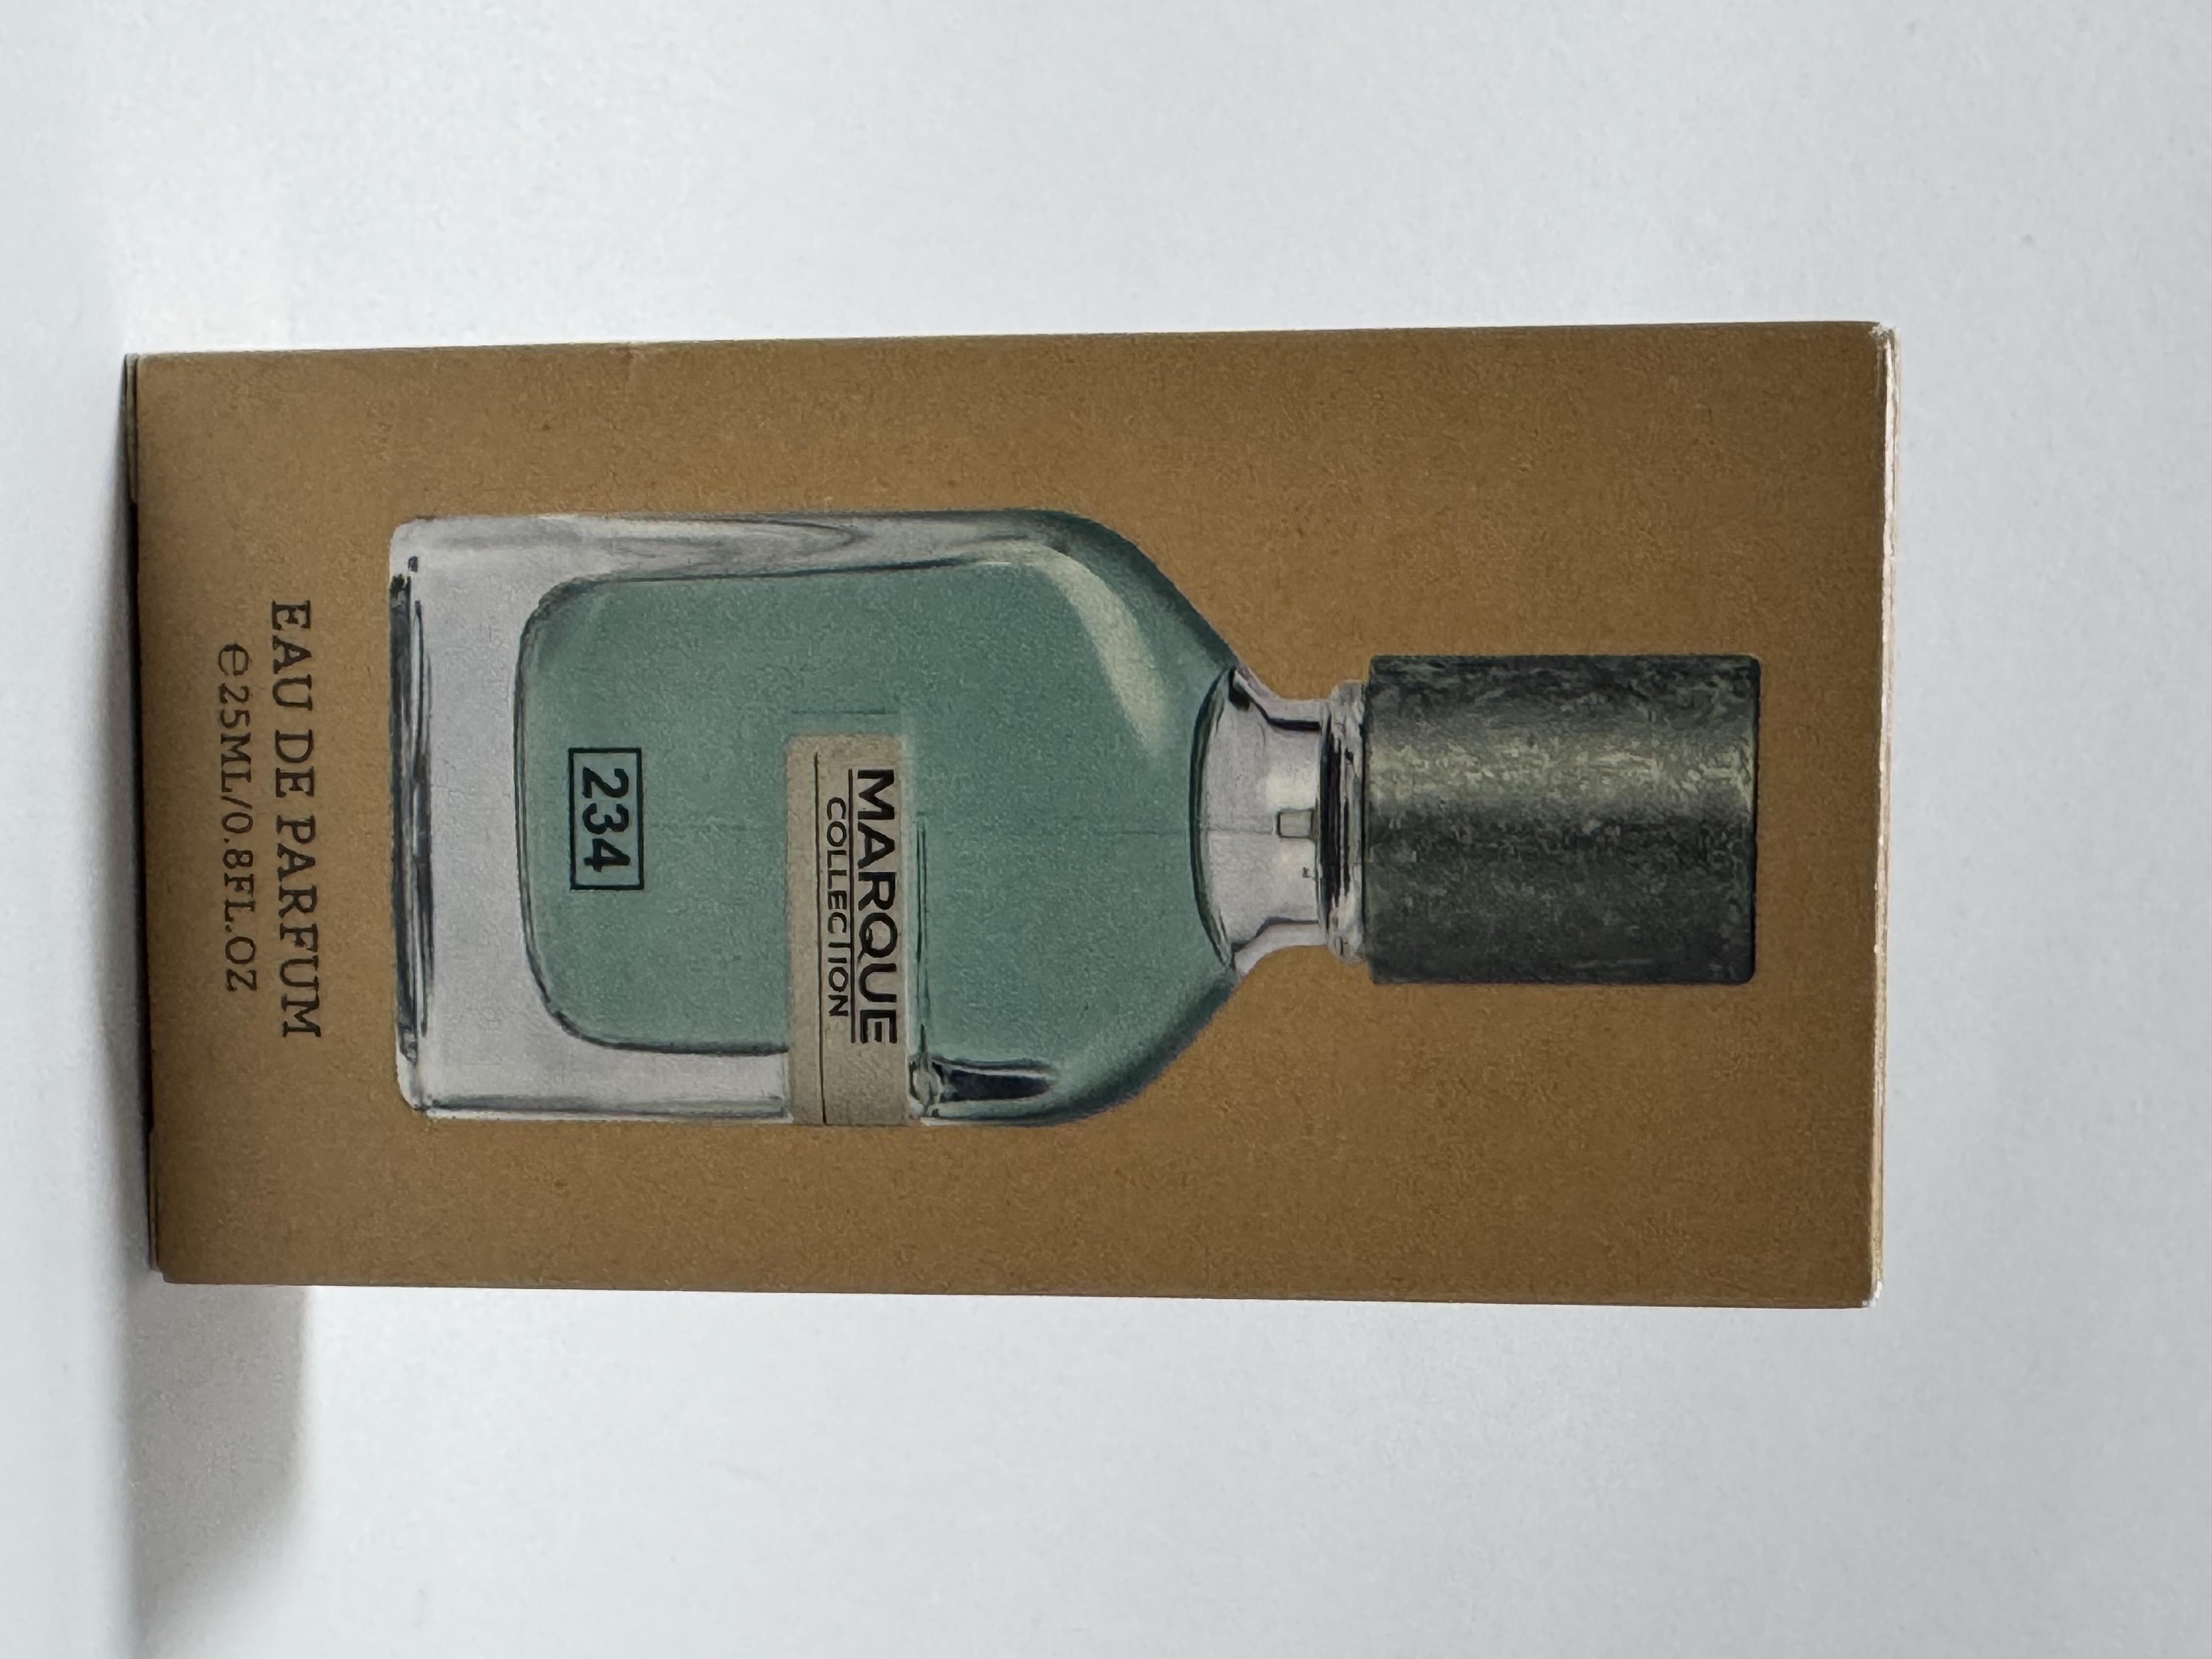 MARQUE
COLLECTION
234
EAU DE PARFUM
℮25ML/0.8FL.OZ